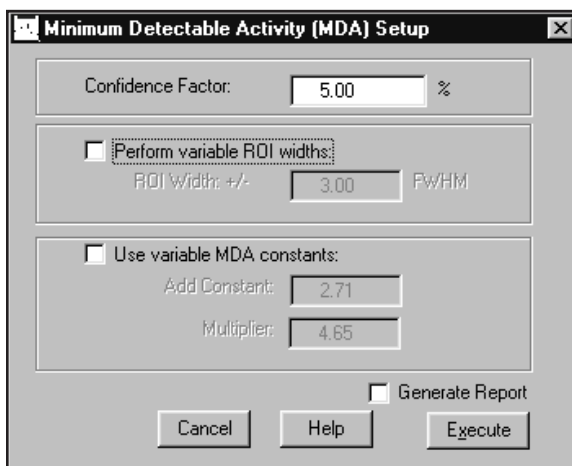 Minimum Detectable Activity (MDA) Setup
Confidence Factor: 5.00 %
Perform variable ROI widths:
ROI Width: +/- 3.00 FWHM
Use variable MDA constants:
Add Constant: 2.71
Multiplier: 4.65
Generate Report
Cancel Help Execute